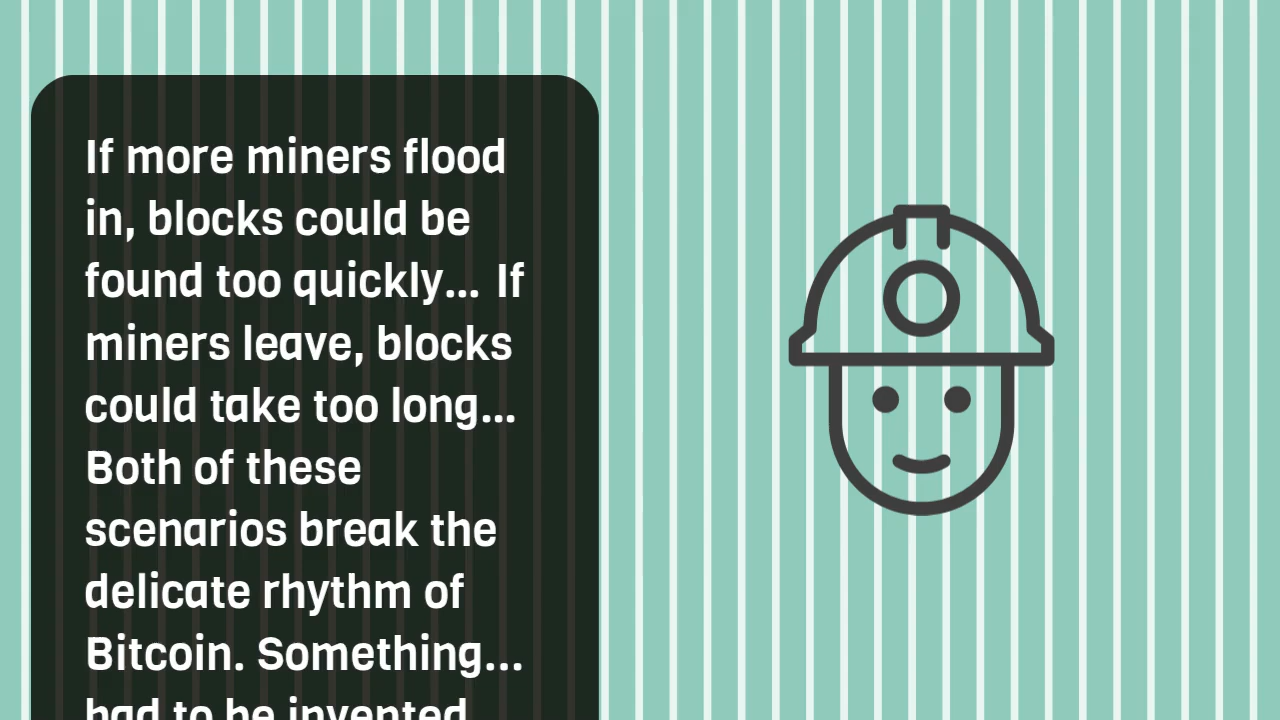 If more miners flood
in, blocks could be
found too quickly... If
miners leave, blocks
could take too long...
Both of these
scenarios break the
delicate rhythm of
Bitcoin. Something...
had to be invented